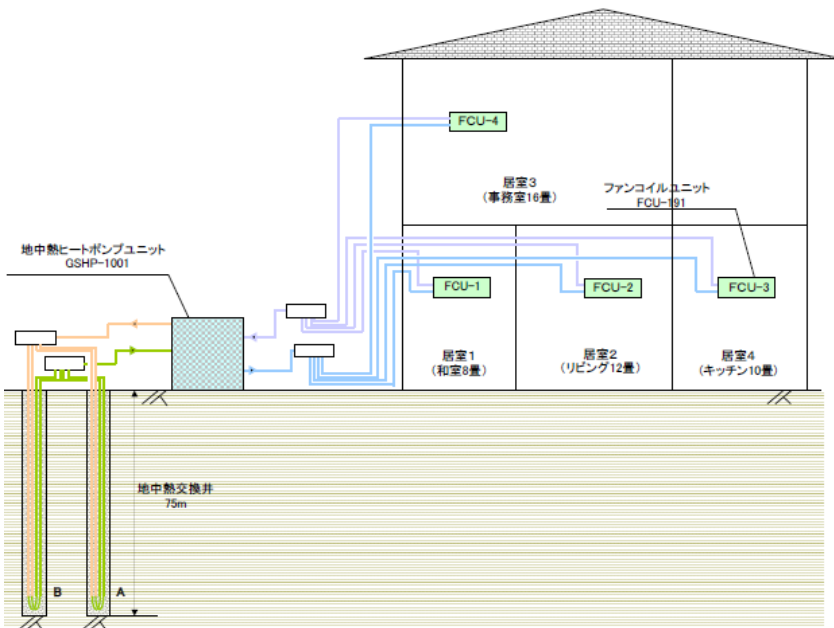 FCU-4
居室3
(事務室16畳)
ファンコイルユニット
FCU-191
地中熱ヒートポンプユニット
GSHP-1001
FCU-1
FCU-2
FCU-3
居室1
(和室8畳)
居室2
(リビング12畳)
居室4
(キッチン10畳)
地中熱交換井
75m
B
A